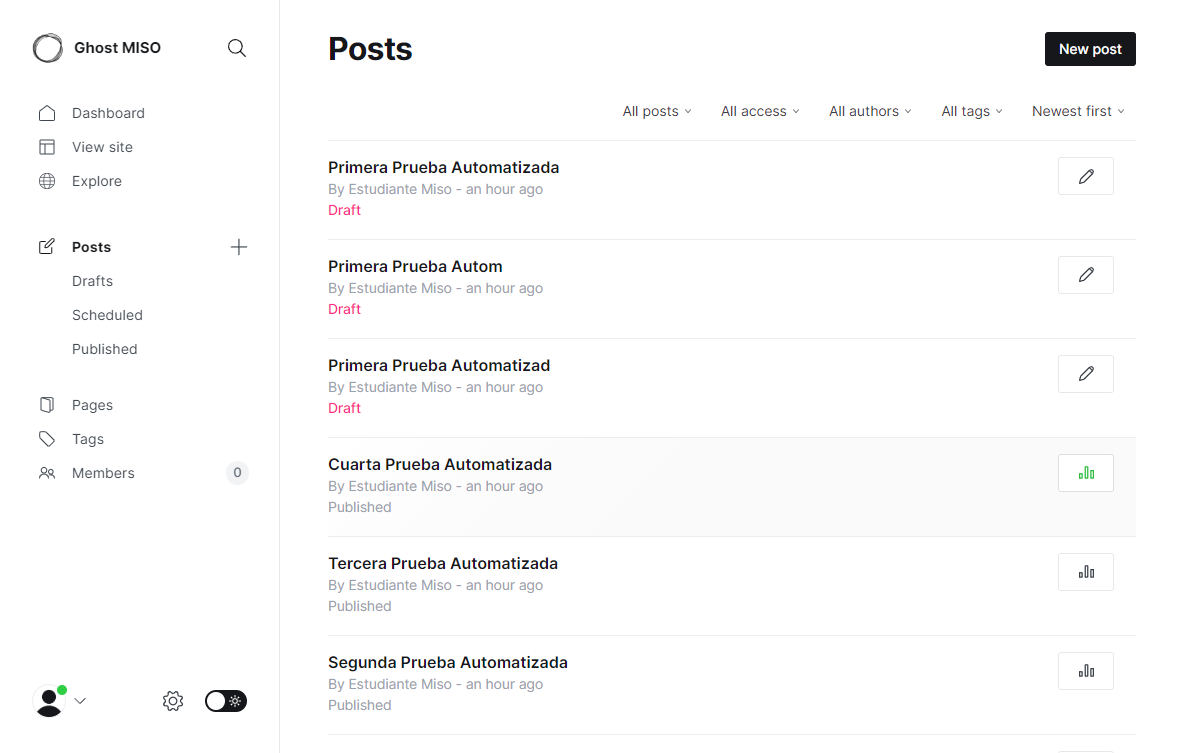 Ghost MISO
Dashboard
View site
Explore
Posts
Drafts
Scheduled
Published
Pages
Tags
Members 0
Posts
New post
All posts All access All authors All tags Newest first
Primera Prueba Automatizada
By Estudiante Miso - an hour ago
Draft
Primera Prueba Autom
By Estudiante Miso - an hour ago
Draft
Primera Prueba Automatizad
By Estudiante Miso - an hour ago
Draft
Cuarta Prueba Automatizada
By Estudiante Miso - an hour ago
Published
Tercera Prueba Automatizada
By Estudiante Miso - an hour ago
Published
Segunda Prueba Automatizada
By Estudiante Miso - an hour ago
Published